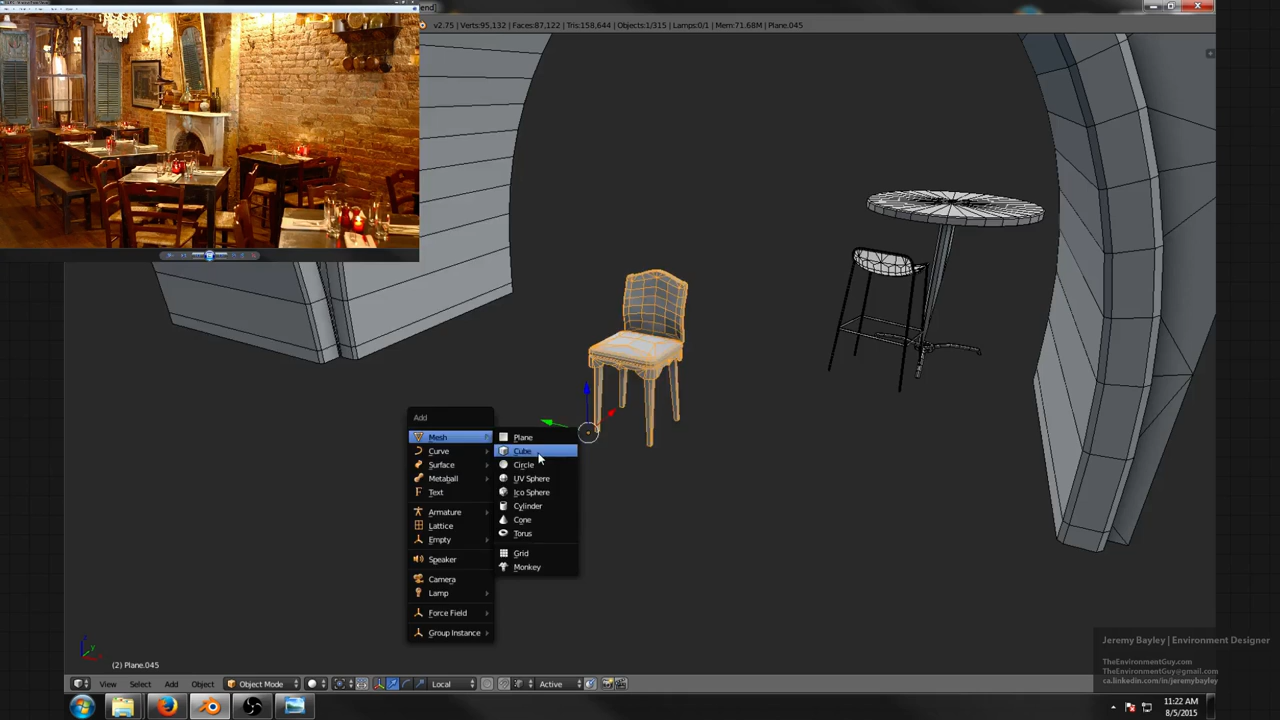 end]
v2.75 | Verts:95,132 | Faces:87,122 | Tris:158,644 | Objects:1/315 | Lamps:0/1 | Mem:71.68M | Plane.045
Add
Mesh
Curve
Surface
Metaball
Text
Armature
Lattice
Empty
Speaker
Camera
Lamp
Force Field
Group Instance
Plane
Cube
Circle
UV Sphere
Ico Sphere
Cylinder
Cone
Torus
Grid
Monkey
(2) Plane.045
Jeremy Bayley | Environment Designer
TheEnvironmentGuy.com
TheEnvironmentGuy@gmail.com
ca.linkedin.com/in/jeremybayley
View Select Add Object Object Mode Local Active
11:22 AM
8/5/2015